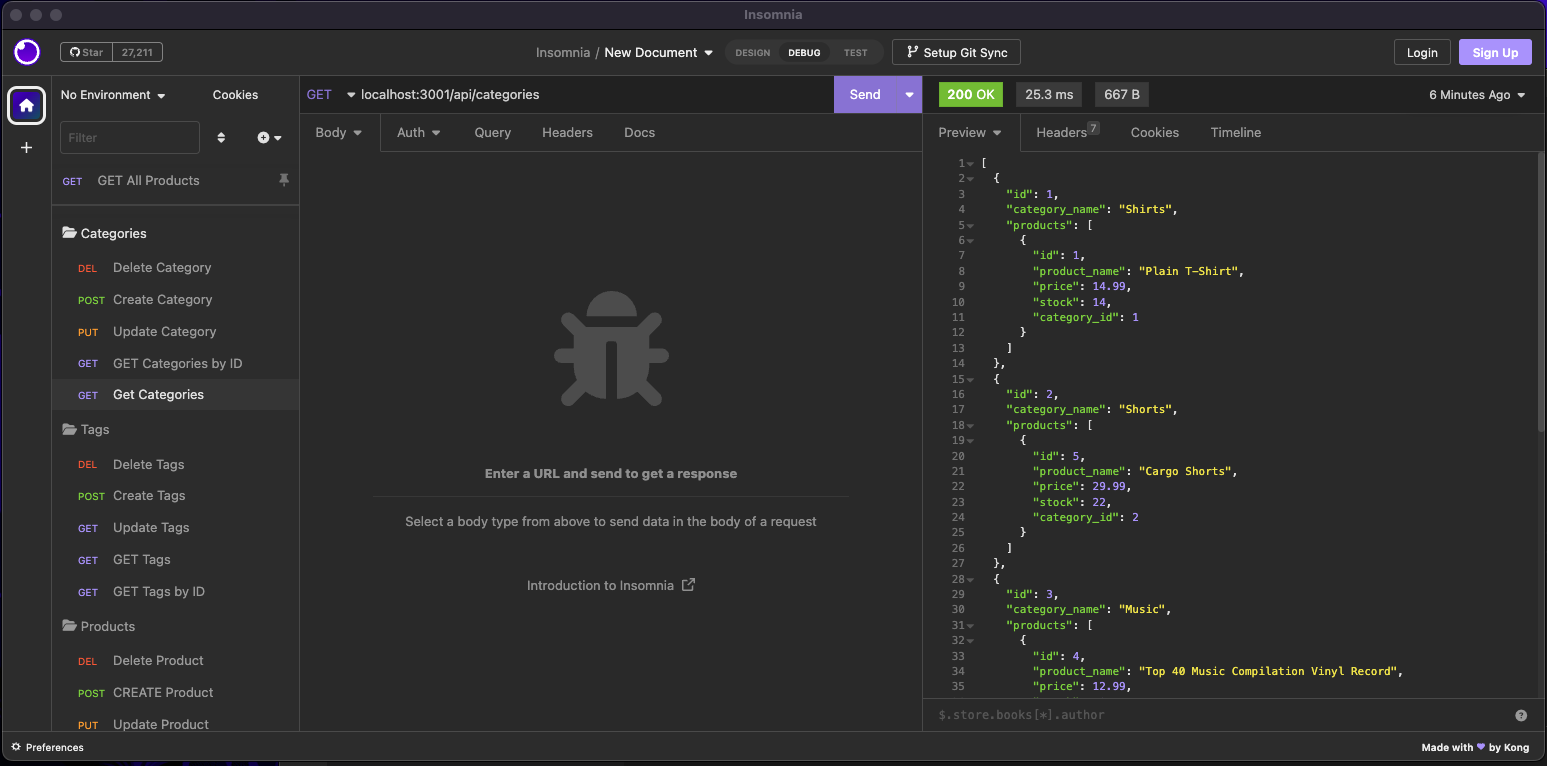 Insomnia
Star 27,211
Insomnia / New Document
DESIGN DEBUG TEST
Setup Git Sync
Login
Sign Up
No Environment
Cookies
Filter
GET GET All Products
Categories
DEL Delete Category
POST Create Category
PUT Update Category
GET GET Categories by ID
GET Get Categories
Tags
DEL Delete Tags
POST Create Tags
GET Update Tags
GET GET Tags
GET GET Tags by ID
Products
DEL Delete Product
POST CREATE Product
PUT Update Product
Preferences
GET localhost:3001/api/categories
Send
Body Auth Query Headers Docs
Enter a URL and send to get a response
Select a body type from above to send data in the body of a request
Introduction to Insomnia
200 OK 25.3 ms 667 B
6 Minutes Ago
Preview Headers 7 Cookies Timeline
1 [
2 {
3 "id": 1,
4 "category_name": "Shirts",
5 "products": [
6 {
7 "id": 1,
8 "product_name": "Plain T-Shirt",
9 "price": 14.99,
10 "stock": 14,
11 "category_id": 1
12 }
13 ]
14 },
15 {
16 "id": 2,
17 "category_name": "Shorts",
18 "products": [
19 {
20 "id": 5,
21 "product_name": "Cargo Shorts",
22 "price": 29.99,
23 "stock": 22,
24 "category_id": 2
25 }
26 ]
27 },
28 {
29 "id": 3,
30 "category_name": "Music",
31 "products": [
32 {
33 "id": 4,
34 "product_name": "Top 40 Music Compilation Vinyl Record",
35 "price": 12.99,
$.store.books[*].author
Made with ♥ by Kong